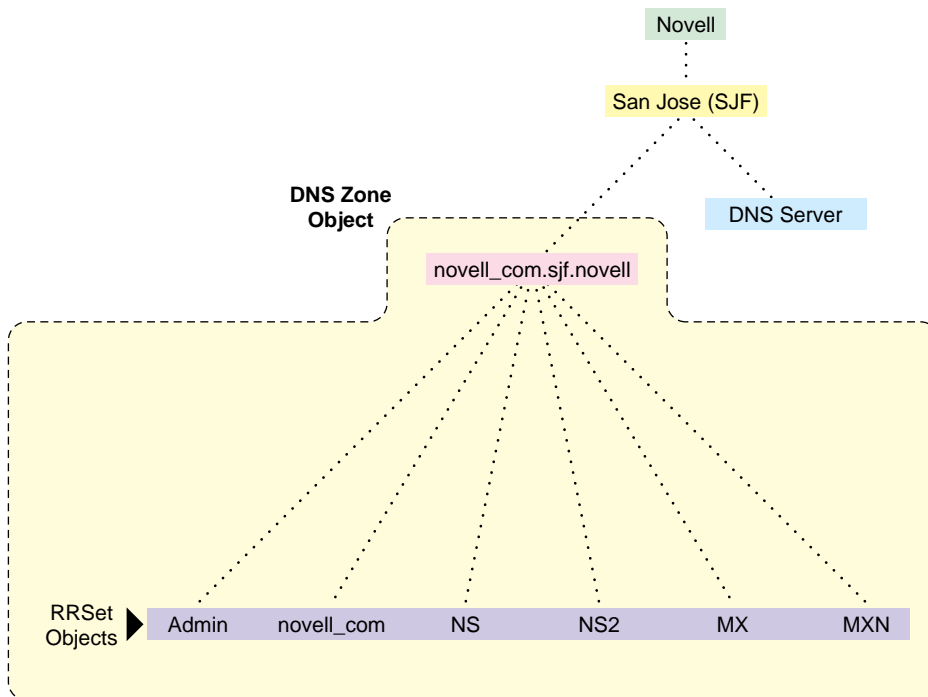 Novell
San Jose (SJF)
DNS Zone
Object
DNS Server
novell_com.sjf.novell
RRSet
Objects
Admin
novell_com
NS
NS2
MX
MXN